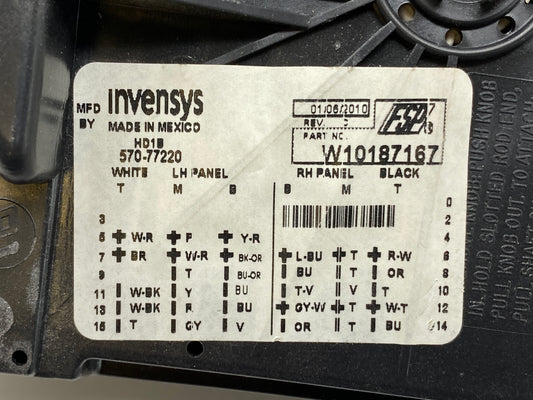 MFD
BY
invensys
MADE IN MEXICO
HD1B
570-77220
01/06/2010
REV. C
PART NO.
FSP
W10187167
WHITE LH PANEL
T M B
RH PANEL BLACK
B M T
3
5 W-R P Y-R
7 BR W-R BK-OR
9 T BU-OR
11 W-BK Y BU
13 W-BK R BU
15 T GY V
0
2
4
L-BU T R-W 6
BU T OR 8
T-V V T 10
GY-W T W-T 12
OR T BU 14
PUSH KNOB
IN. HOLD SLOTTED ROD IN END,
PULL KNOB OUT. TO ATTACH,